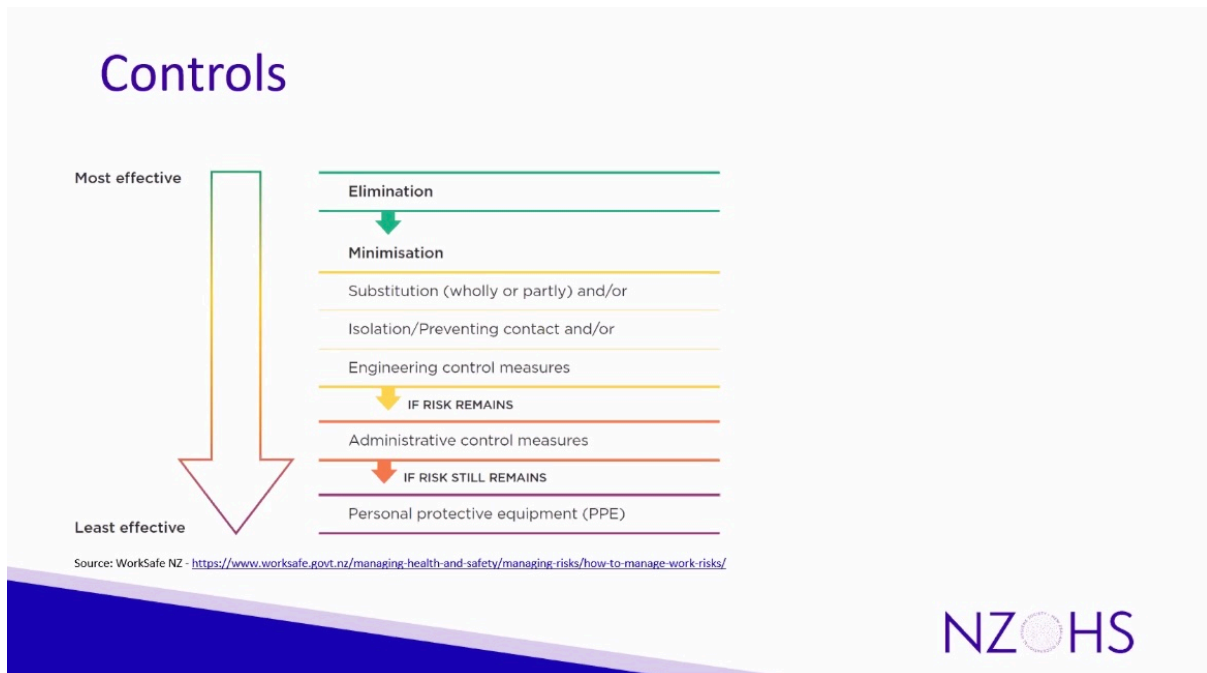 Controls
Most effective
Elimination
Minimisation
Substitution (wholly or partly) and/or
Isolation/Preventing contact and/or
Engineering control measures
IF RISK REMAINS
Administrative control measures
IF RISK STILL REMAINS
Personal protective equipment (PPE)
Least effective
Source: WorkSafe NZ - https://www.worksafe.govt.nz/managing-health-and-safety/managing-risks/how-to-manage-work-risks/
NZOHS